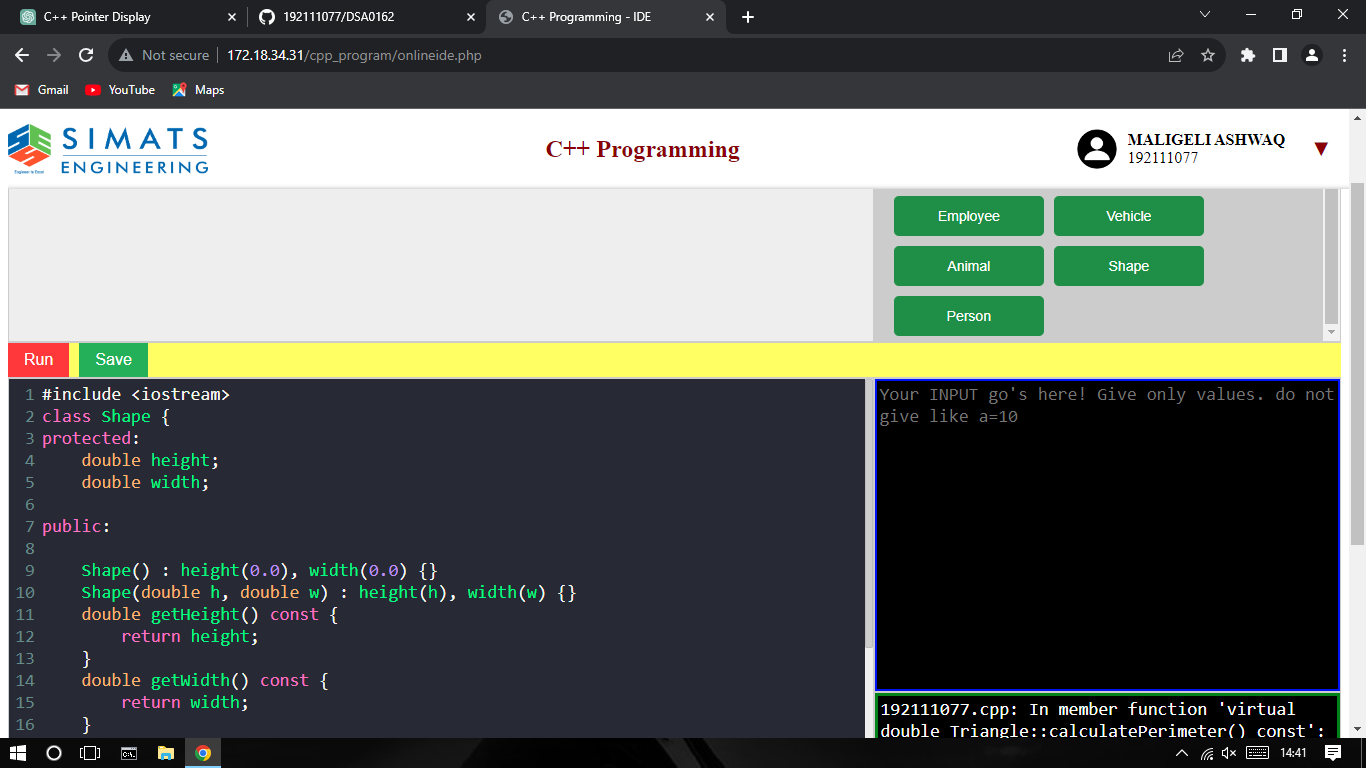 C++ Pointer Display
192111077/DSA0162
C++ Programming - IDE
Not secure
172.18.34.31/cpp_program/onlineide.php
Gmail
YouTube
Maps
SIMATS
ENGINEERING
Engineer to Excel
C++ Programming
MALIGELI ASHWAQ
192111077
Employee
Vehicle
Animal
Shape
Person
Run
Save
1 #include <iostream>
2 class Shape {
3 protected:
4     double height;
5     double width;
6
7 public:
8
9     Shape() : height(0.0), width(0.0) {}
10     Shape(double h, double w) : height(h), width(w) {}
11     double getHeight() const {
12         return height;
13     }
14     double getWidth() const {
15         return width;
16     }
Your INPUT go's here! Give only values. do not
give like a=10
192111077.cpp: In member function 'virtual
double Triangle::calculatePerimeter() const':
14:41